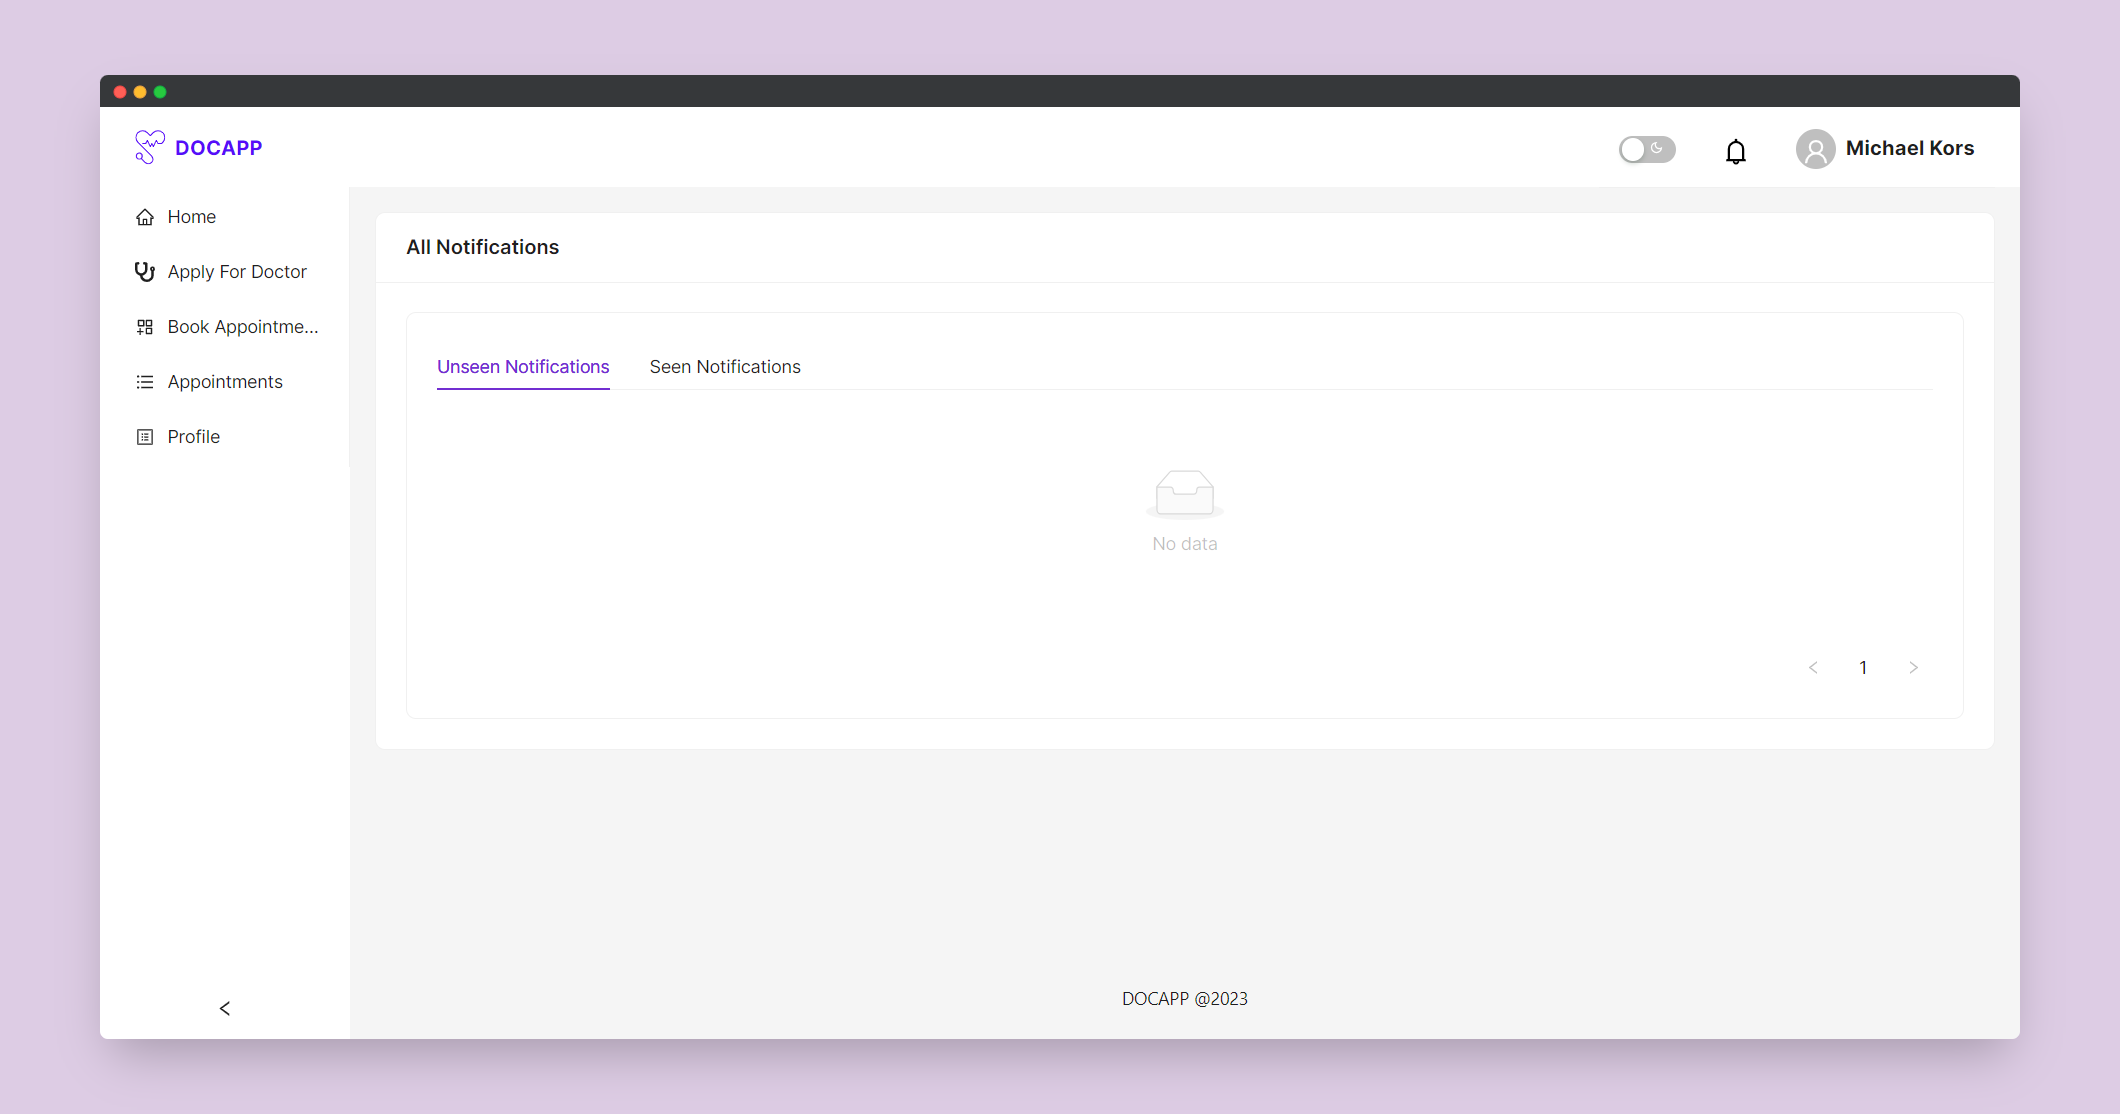 DOCAPP
Michael Kors
Home
Apply For Doctor
Book Appointme...
Appointments
Profile
All Notifications
Unseen Notifications
Seen Notifications
No data
< 1 >
<
DOCAPP @2023